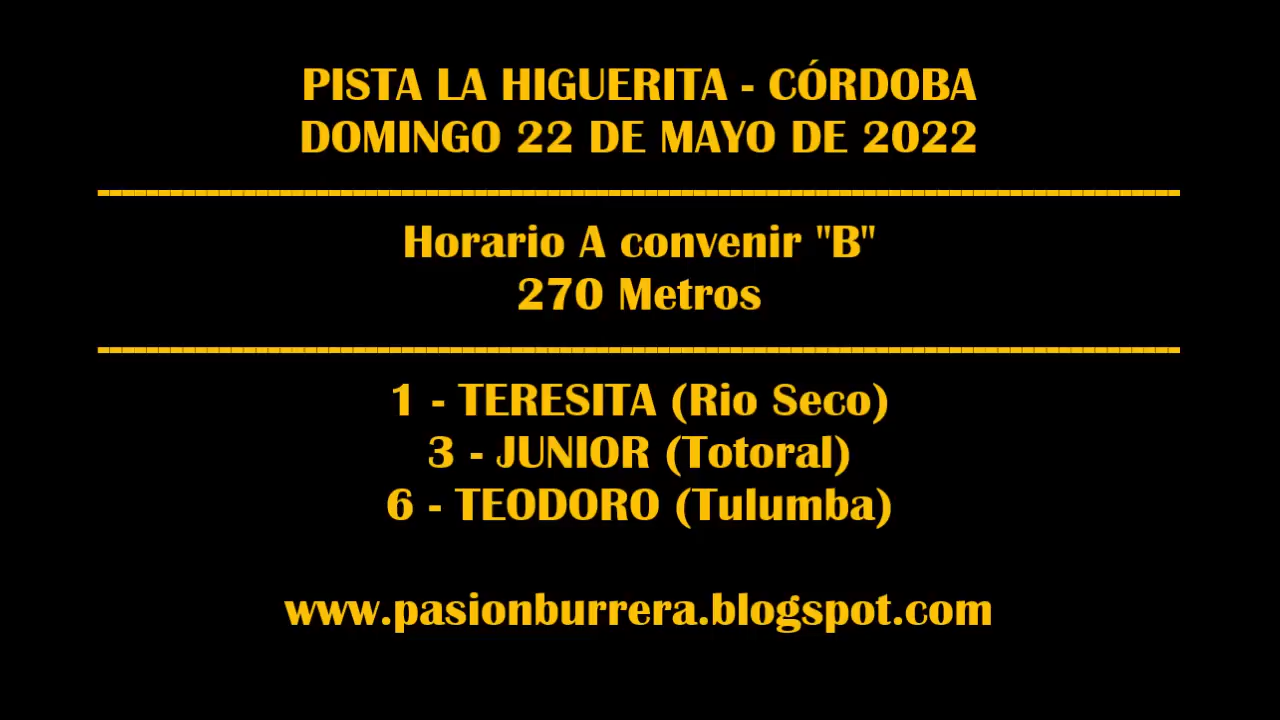 PISTA LA HIGUERITA - CÓRDOBA
DOMINGO 22 DE MAYO DE 2022
Horario A convenir "B"
270 Metros
1 - TERESITA (Rio Seco)
3 - JUNIOR (Totoral)
6 - TEODORO (Tulumba)
www.pasionburrera.blogspot.com